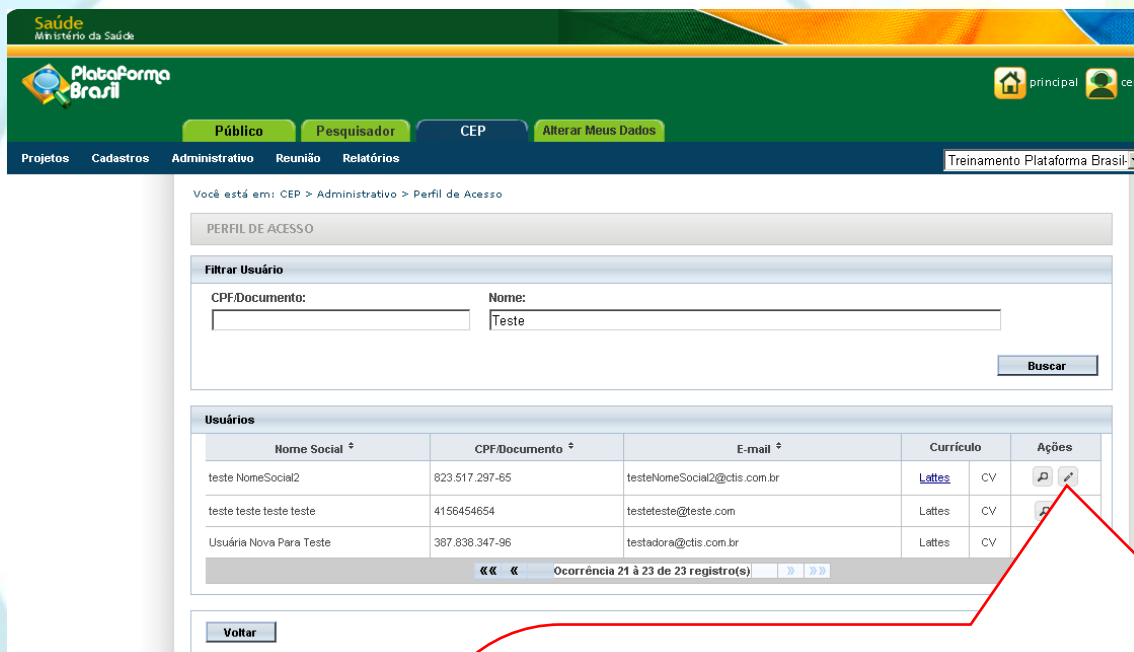 Saúde
Ministério da Saúde
Plataforma
Brasil
principal
Público Pesquisador CEP Alterar Meus Dados
Projetos Cadastros Administrativo Reunião Relatórios Treinamento Plataforma Brasil-
Você está em: CEP > Administrativo > Perfil de Acesso
PERFIL DE ACESSO
Filtrar Usuário
CPF/Documento: Nome:
Teste
Buscar
Usuários
Nome Social CPF/Documento E-mail Currículo Ações
teste NomeSocial2 823.517.297-65 testeNomeSocial2@ctis.com.br Lattes CV
teste teste teste teste 4156454654 testeteste@teste.com Lattes CV
Usuária Nova Para Teste 387.838.347-96 testadora@ctis.com.br Lattes CV
«« « Ocorrência 21 à 23 de 23 registro(s) » »»
Voltar